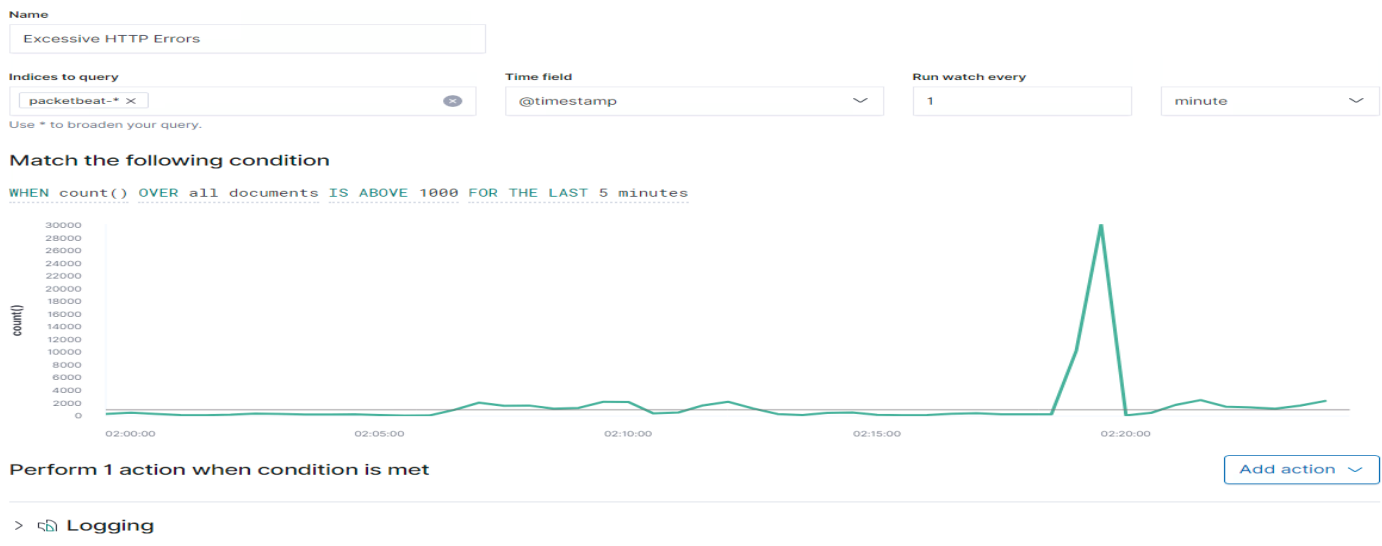 Name
Excessive HTTP Errors
Indices to query
Time field
Run watch every
packetbeat-* ×
@timestamp
1
minute
Use * to broaden your query.
Match the following condition
WHEN count() OVER all documents IS ABOVE 1000 FOR THE LAST 5 minutes
30000
28000
26000
24000
22000
20000
18000
16000
14000
12000
10000
8000
6000
4000
2000
0
count()
02:00:00
02:05:00
02:10:00
02:15:00
02:20:00
Perform 1 action when condition is met
Add action
Logging